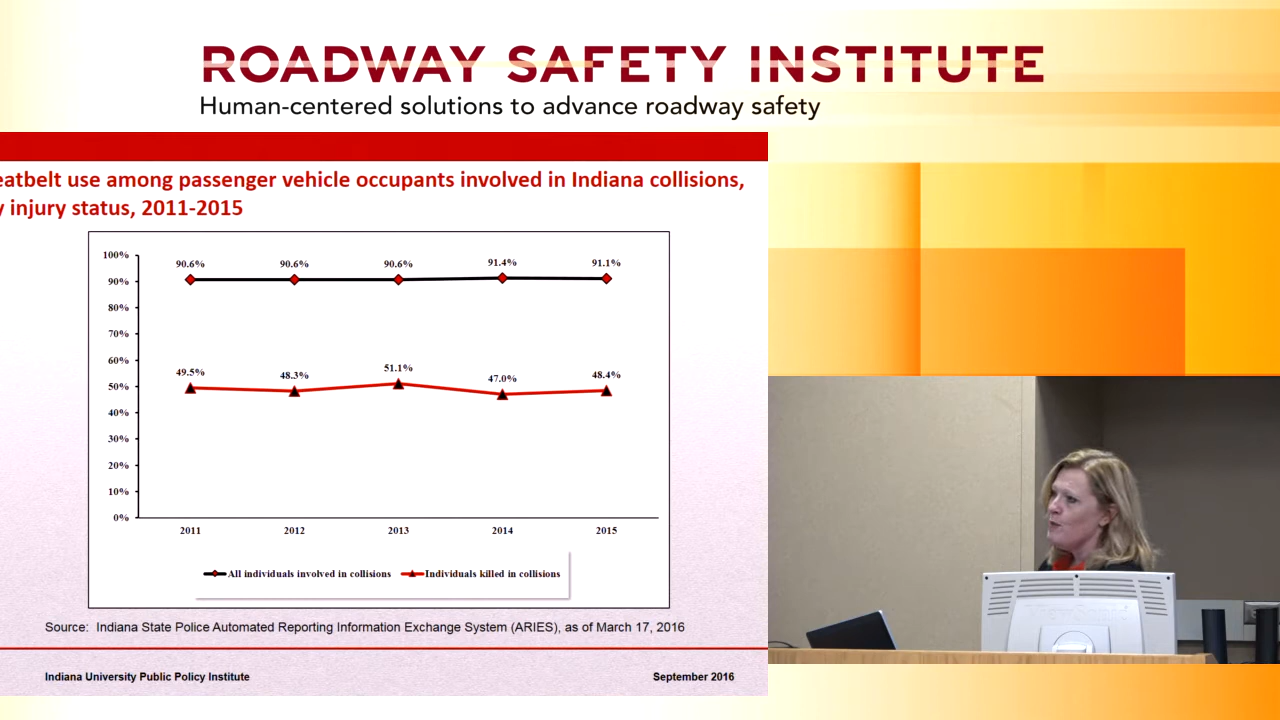 ROADWAY SAFETY INSTITUTE
Human-centered solutions to advance roadway safety
eatbelt use among passenger vehicle occupants involved in Indiana collisions,
y injury status, 2011-2015
100%
90%
80%
70%
60%
50%
40%
30%
20%
10%
0%
90.6% 90.6% 90.6% 91.4% 91.1%
49.5% 48.3% 51.1% 47.0% 48.4%
2011 2012 2013 2014 2015
All individuals involved in collisions Individuals killed in collisions
Source: Indiana State Police Automated Reporting Information Exchange System (ARIES), as of March 17, 2016
Indiana University Public Policy Institute September 2016